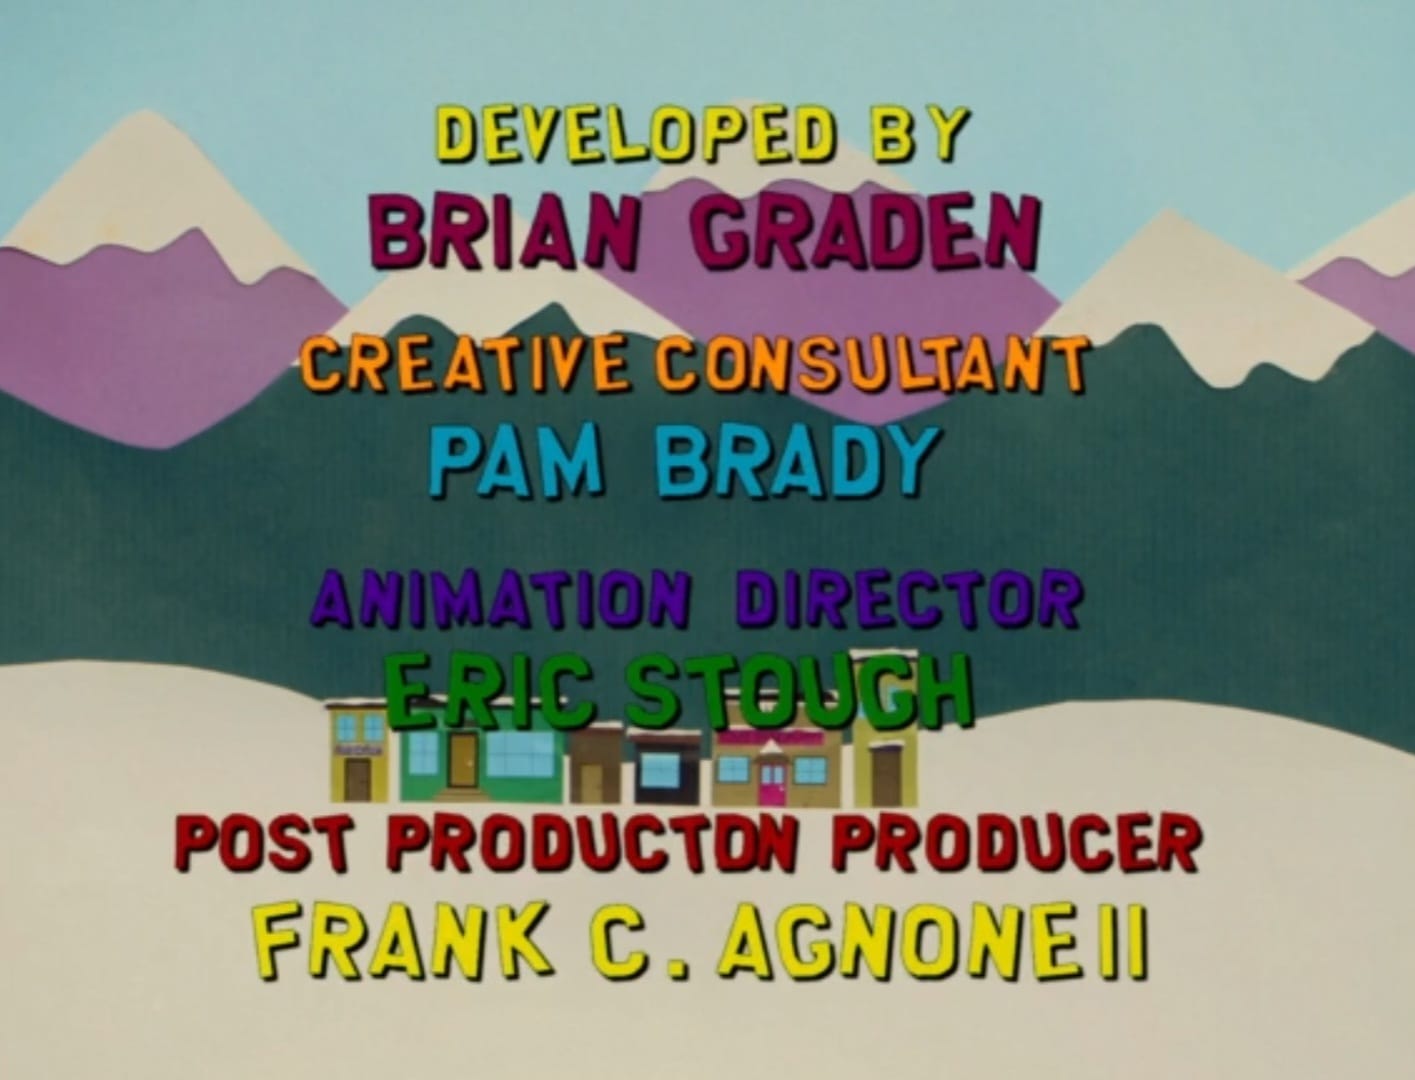 DEVELOPED BY
BRIAN GRADEN
CREATIVE CONSULTANT
PAM BRADY
ANIMATION DIRECTOR
ERIC STOUGH
POST PRODUCTON PRODUCER
FRANK C. AGNONE II